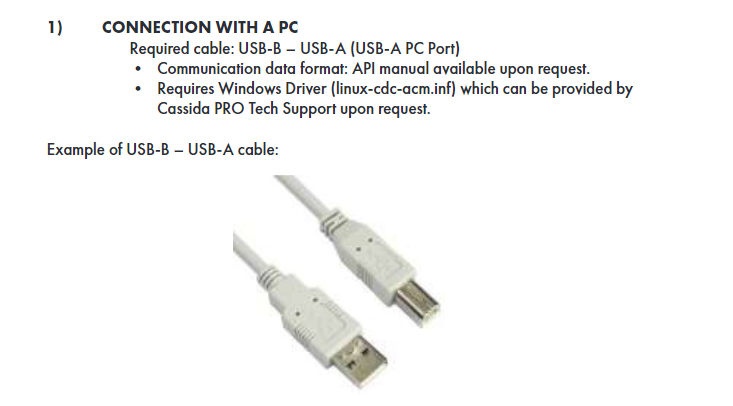 1) CONNECTION WITH A PC
Required cable: USB-B – USB-A (USB-A PC Port)
• Communication data format: API manual available upon request.
• Requires Windows Driver (linux-cdc-acm.inf) which can be provided by
Cassida PRO Tech Support upon request.
Example of USB-B – USB-A cable: